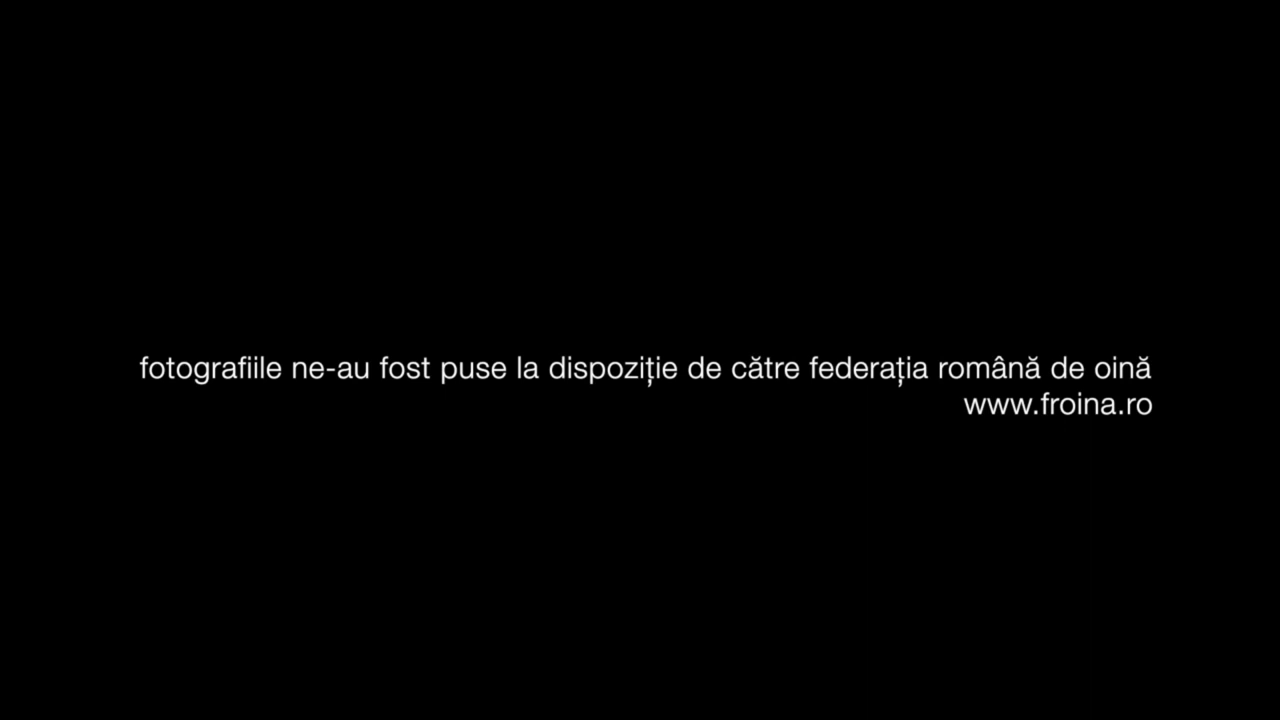 fotografiile ne-au fost puse la dispoziție de către federația română de oină
www.froina.ro